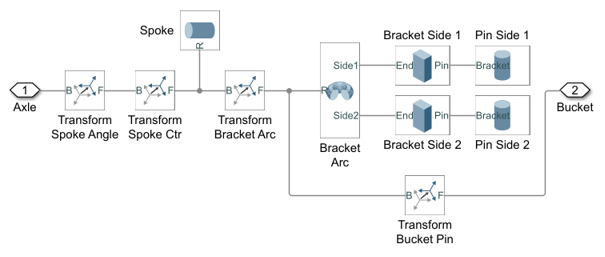 Bracket Side 1
Pin Side 1
Spoke
R
Side1
End
Pin
Bracket
1
B
F
B
F
B
F
R
2
Axle
Bucket
Transform
Spoke Angle
Transform
Spoke Ctr
Transform
Bracket Arc
Side2
End
Pin
Bracket
Bracket
Arc
Bracket Side 2
Pin Side 2
B
F
Transform
Bucket Pin